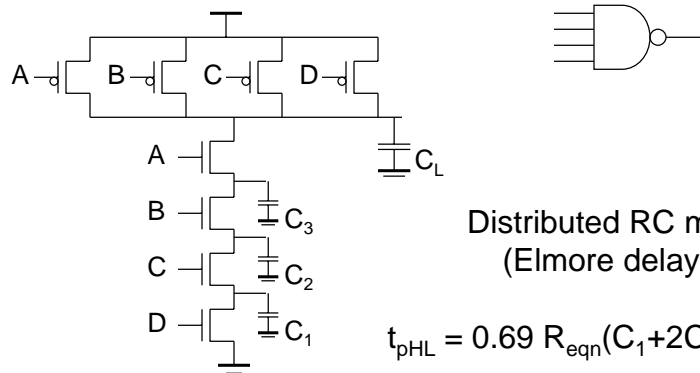 A
B
C
D
A
C_L
B
C_3
C
C_2
D
C_1
Distributed RC
(Elmore delay
t_pHL = 0.69 R_eqn(C_1+2C